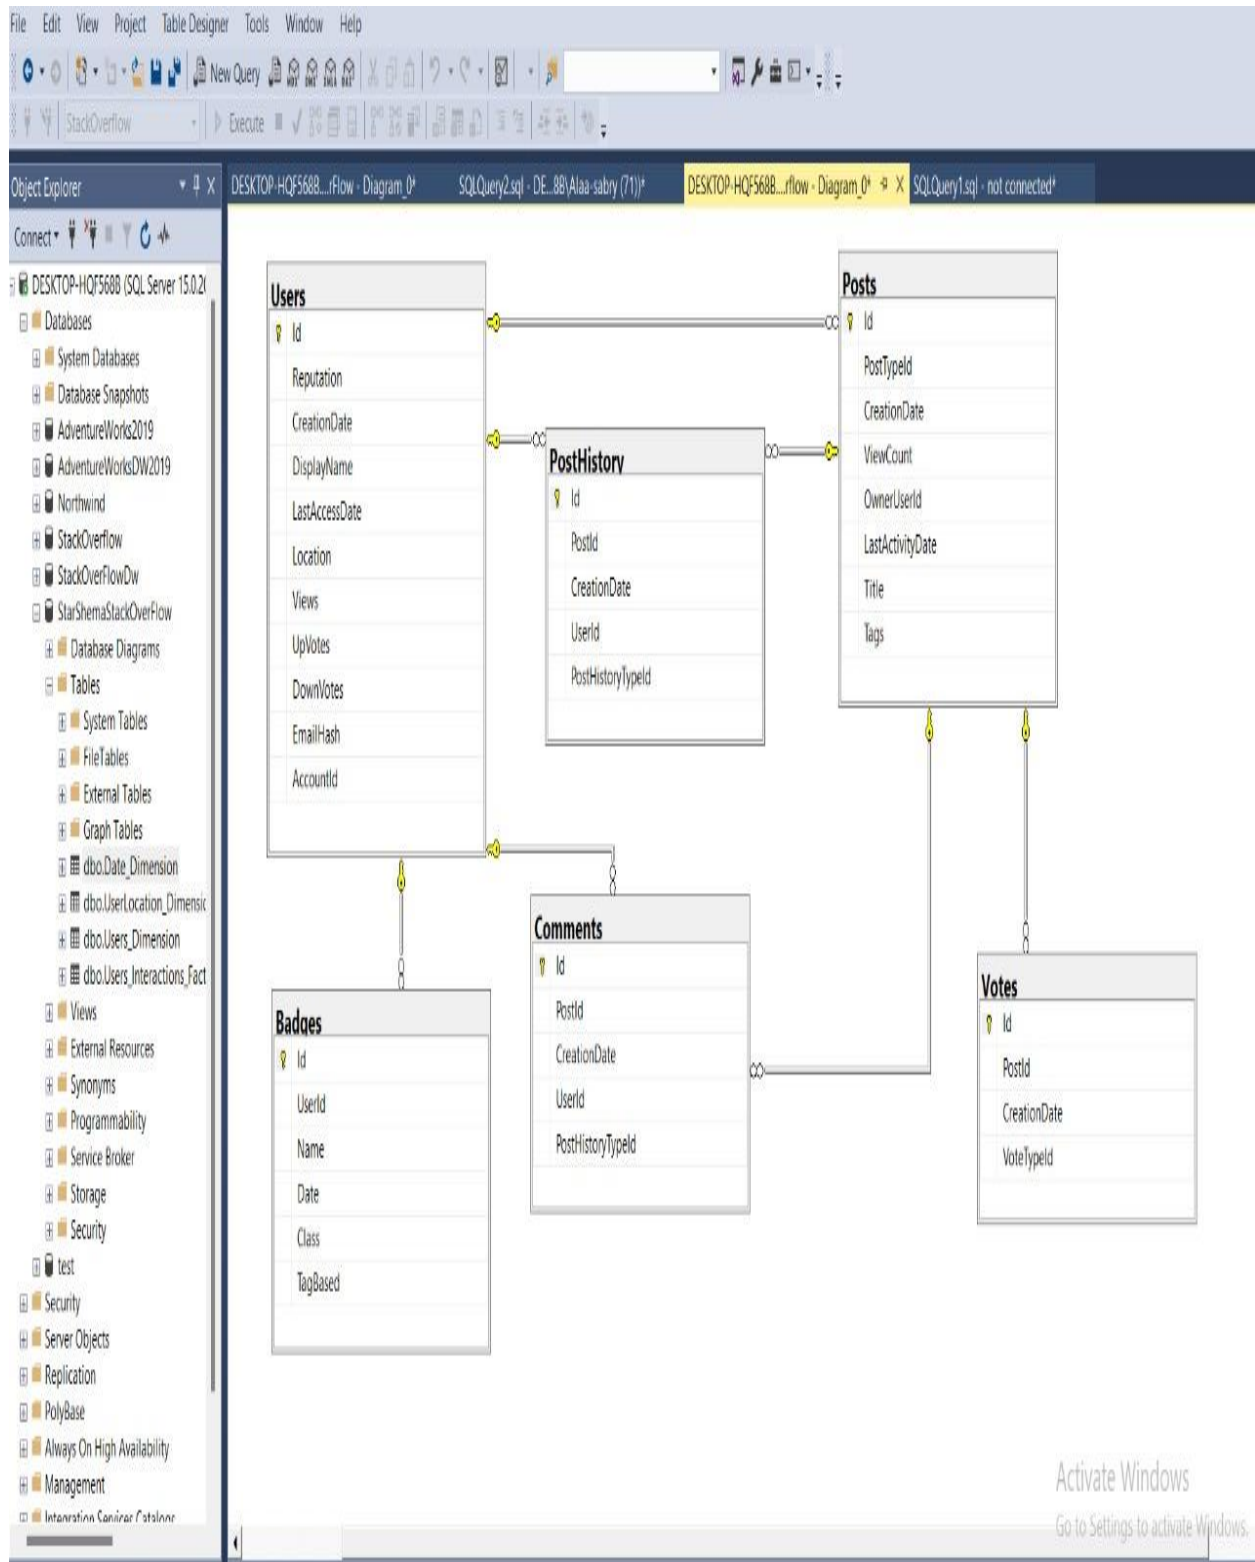 File Edit View Project Table Designer Tools Window Help
New Query
StackOverflow
Execute
Object Explorer
DESKTOP-HQF568B....rFlow - Diagram_0*
SQLQuery2.sql - DE...8B\Alaa-sabry (71))*
DESKTOP-HQF568B....rflow - Diagram_0*
SQLQuery1.sql - not connected*
Connect
DESKTOP-HQF568B (SQL Server 15.0.20
Databases
System Databases
Database Snapshots
AdventureWorks2019
AdventureWorksDW2019
Northwind
StackOverflow
StackOverFlowDw
StarShemaStackOverFlow
Database Diagrams
Tables
System Tables
FileTables
External Tables
Graph Tables
dbo.Date_Dimension
dbo.UserLocation_Dimensic
dbo.Users_Dimension
dbo.Users_Interactions_Fact
Views
External Resources
Synonyms
Programmability
Service Broker
Storage
Security
test
Security
Server Objects
Replication
PolyBase
Always On High Availability
Management
Integration Services Catalogs
Users
Id
Reputation
CreationDate
DisplayName
LastAccessDate
Location
Views
UpVotes
DownVotes
EmailHash
AccountId
PostHistory
Id
PostId
CreationDate
UserId
PostHistoryTypeId
Posts
Id
PostTypeId
CreationDate
ViewCount
OwnerUserId
LastActivityDate
Title
Tags
Badges
Id
UserId
Name
Date
Class
TagBased
Comments
Id
PostId
CreationDate
UserId
PostHistoryTypeId
Votes
Id
PostId
CreationDate
VoteTypeId
Activate Windows
Go to Settings to activate Windows.